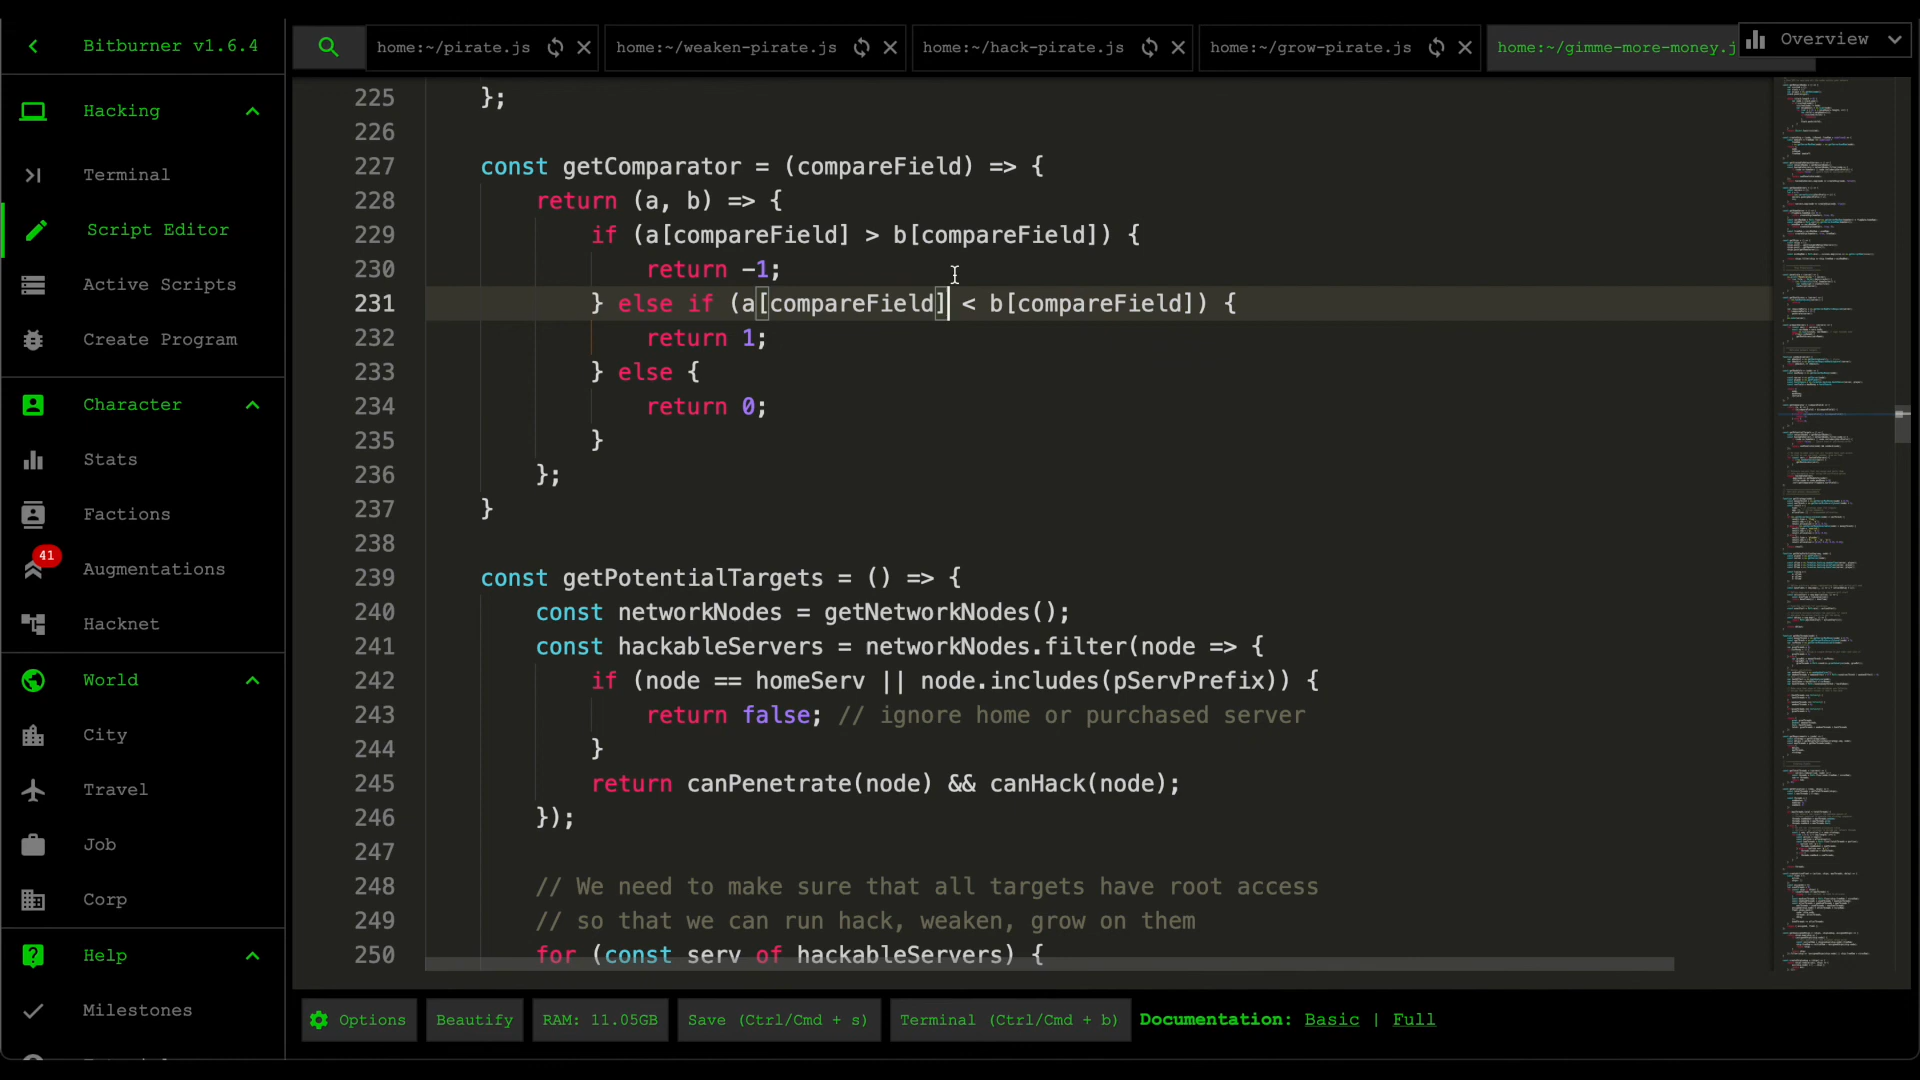 Bitburner v1.6.4
Hacking
Terminal
Script Editor
Active Scripts
Create Program
Character
Stats
Factions
41
Augmentations
Hacknet
World
City
Travel
Job
Corp
Help
Milestones
home:~/pirate.js
home:~/weaken-pirate.js
home:~/hack-pirate.js
home:~/grow-pirate.js
home:~/gimme-more-money.j
Overview
225 };
226
227 const getComparator = (compareField) => {
228 return (a, b) => {
229 if (a[compareField] > b[compareField]) {
230 return -1;
231 } else if (a[compareField] < b[compareField]) {
232 return 1;
233 } else {
234 return 0;
235 }
236 };
237 }
238
239 const getPotentialTargets = () => {
240 const networkNodes = getNetworkNodes();
241 const hackableServers = networkNodes.filter(node => {
242 if (node == homeServ || node.includes(pServPrefix)) {
243 return false; // ignore home or purchased server
244 }
245 return canPenetrate(node) && canHack(node);
246 });
247
248 // We need to make sure that all targets have root access
249 // so that we can run hack, weaken, grow on them
250 for (const serv of hackableServers) {
Options
Beautify
RAM: 11.05GB
Save (Ctrl/Cmd + s)
Terminal (Ctrl/Cmd + b)
Documentation: Basic | Full